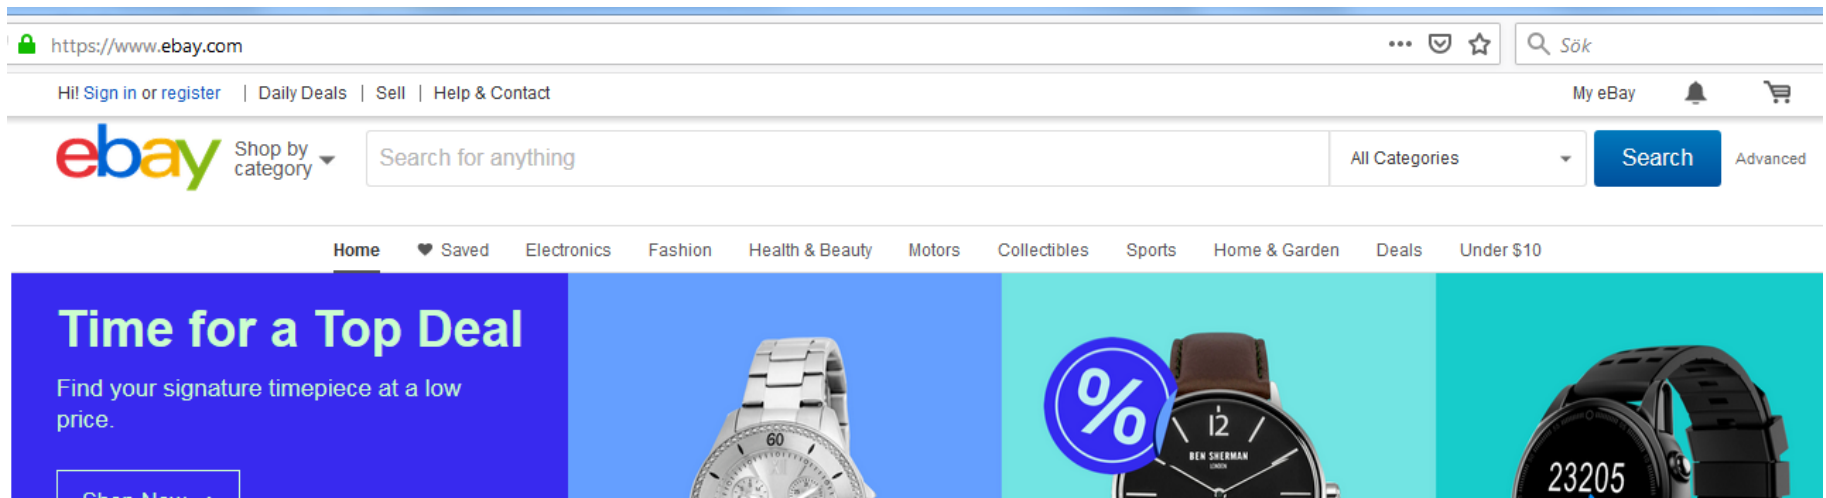 https://www.ebay.com
Sök
Hi! Sign in or register | Daily Deals | Sell | Help & Contact
My eBay
ebay
Shop by
category
Search for anything
All Categories
Search
Advanced
Home Saved Electronics Fashion Health & Beauty Motors Collectibles Sports Home & Garden Deals Under $10
Time for a Top Deal
Find your signature timepiece at a low
price.
Shop Now
60
%
12
BEN SHERMAN
LONDON
23205